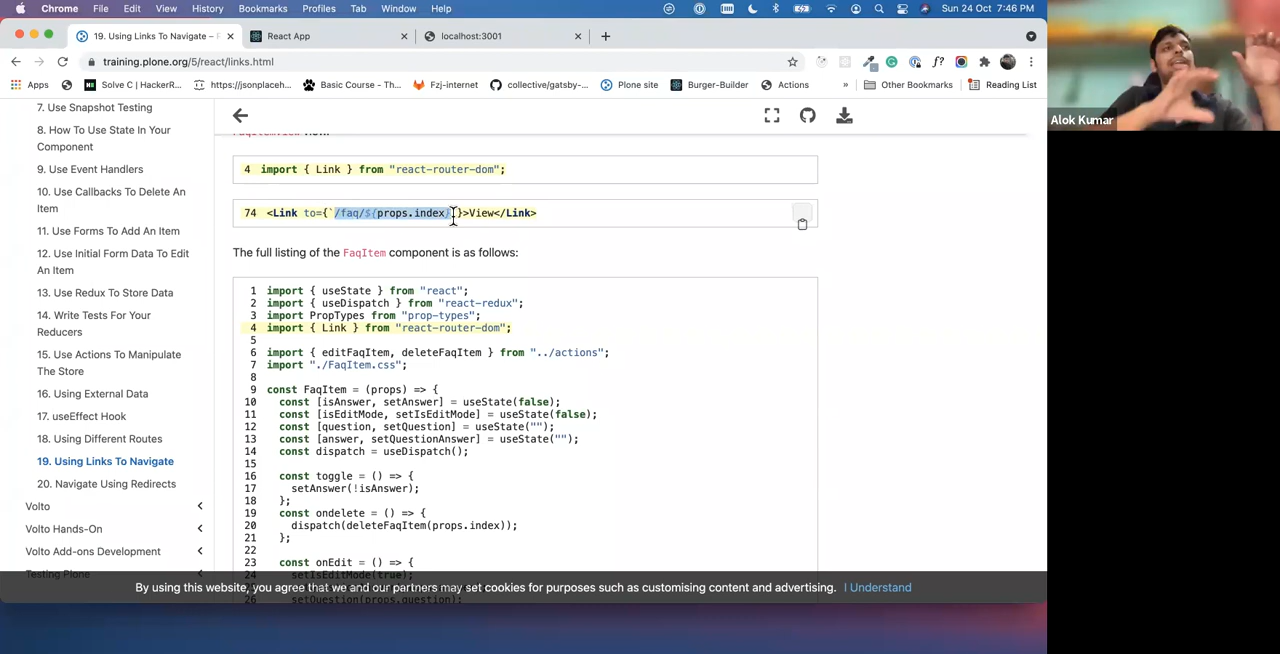 Chrome File Edit View History Bookmarks Profiles Tab Window Help Sun 24 Oct 7:46 PM
19. Using Links To Navigate – React App localhost:3001
training.plone.org/5/react/links.html
Apps S Solve C | HackerR... https://jsonplaceh... Basic Course - Th... Fzj-internet collective/gatsby-... Plone site Burger-Builder Actions » Other Bookmarks Reading List
Alok Kumar
7. Use Snapshot Testing
8. How To Use State In Your
Component
9. Use Event Handlers
10. Use Callbacks To Delete An
Item
11. Use Forms To Add An Item
12. Use Initial Form Data To Edit
An Item
13. Use Redux To Store Data
14. Write Tests For Your
Reducers
15. Use Actions To Manipulate
The Store
16. Using External Data
17. useEffect Hook
18. Using Different Routes
19. Using Links To Navigate
20. Navigate Using Redirects
Volto
Volto Hands-On
Volto Add-ons Development
Testing Plone
FaqItemView view:
4 import { Link } from "react-router-dom";
74 <Link to={`/faq/${props.index}`}>View</Link>
The full listing of the FaqItem component is as follows:
1 import { useState } from "react";
2 import { useDispatch } from "react-redux";
3 import PropTypes from "prop-types";
4 import { Link } from "react-router-dom";
5
6 import { editFaqItem, deleteFaqItem } from "../actions";
7 import "./FaqItem.css";
8
9 const FaqItem = (props) => {
10 const [isAnswer, setAnswer] = useState(false);
11 const [isEditMode, setIsEditMode] = useState(false);
12 const [question, setQuestion] = useState("");
13 const [answer, setQuestionAnswer] = useState("");
14 const dispatch = useDispatch();
15
16 const toggle = () => {
17 setAnswer(!isAnswer);
18 };
19 const ondelete = () => {
20 dispatch(deleteFaqItem(props.index));
21 };
22
23 const onEdit = () => {
24 setIsEditMode(true);
26 setQuestion(props.question);
By using this website, you agree that we and our partners may set cookies for purposes such as customising content and advertising. I Understand